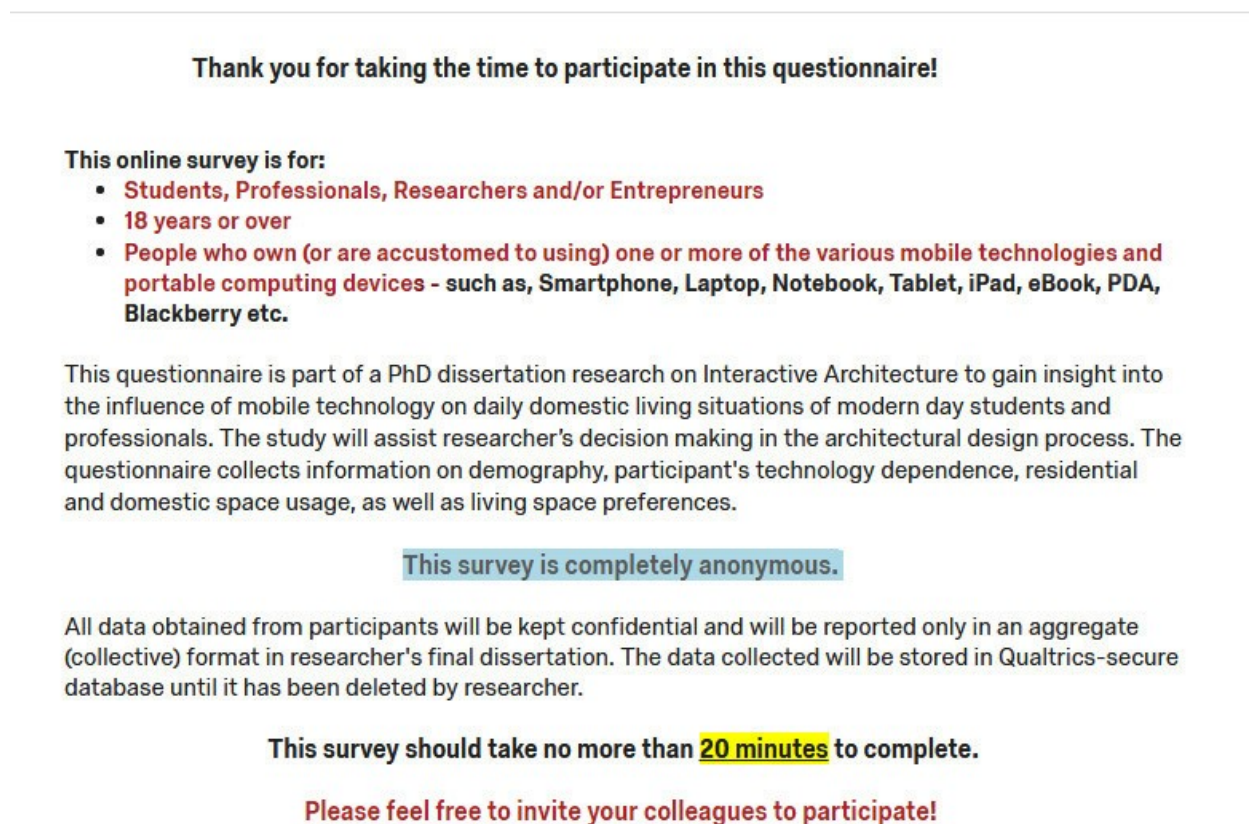 Thank you for taking the time to participate in this questionnaire!
This online survey is for:
• Students, Professionals, Researchers and/or Entrepreneurs
• 18 years or over
• People who own (or are accustomed to using) one or more of the various mobile technologies and
portable computing devices - such as, Smartphone, Laptop, Notebook, Tablet, iPad, eBook, PDA,
Blackberry etc.
This questionnaire is part of a PhD dissertation research on Interactive Architecture to gain insight into
the influence of mobile technology on daily domestic living situations of modern day students and
professionals. The study will assist researcher's decision making in the architectural design process. The
questionnaire collects information on demography, participant's technology dependence, residential
and domestic space usage, as well as living space preferences.
This survey is completely anonymous.
All data obtained from participants will be kept confidential and will be reported only in an aggregate
(collective) format in researcher's final dissertation. The data collected will be stored in Qualtrics-secure
database until it has been deleted by researcher.
This survey should take no more than 20 minutes to complete.
Please feel free to invite your colleagues to participate!